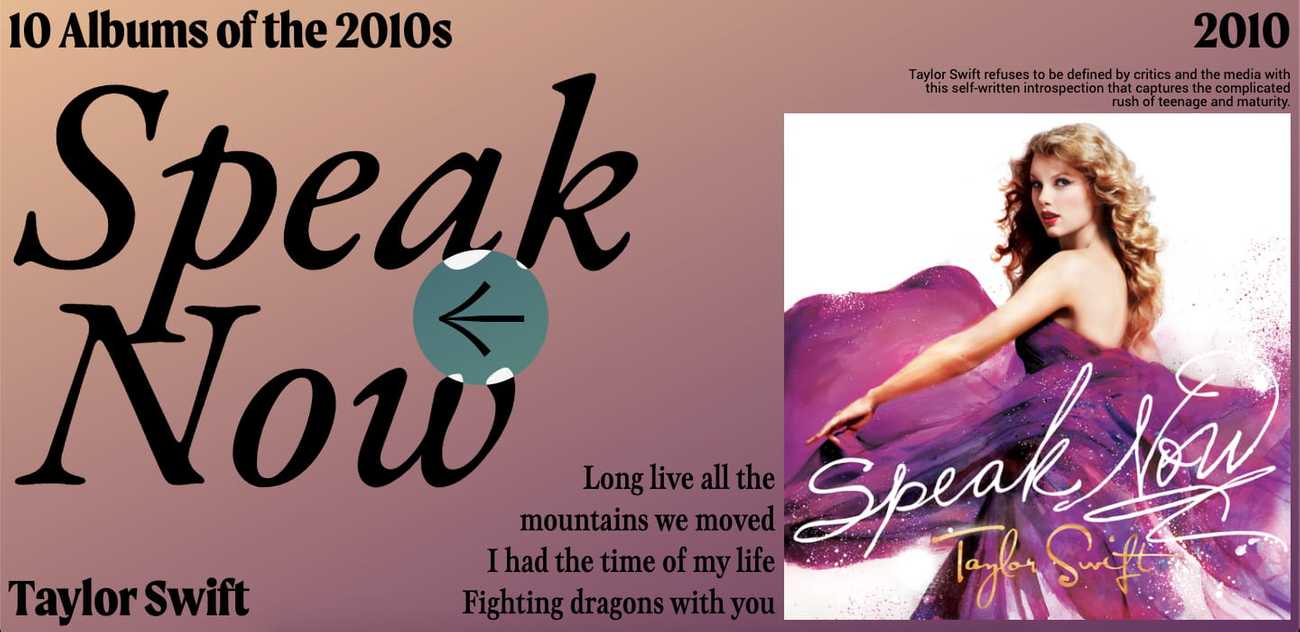 10 Albums of the 2010s
2010
Taylor Swift refuses to be defined by critics and the media with
this self-written introspection that captures the complicated
rush of teenage and maturity.
Speak
Now
Long live all the
mountains we moved
I had the time of my life
Fighting dragons with you
Taylor Swift
Speak Now
Taylor Swift